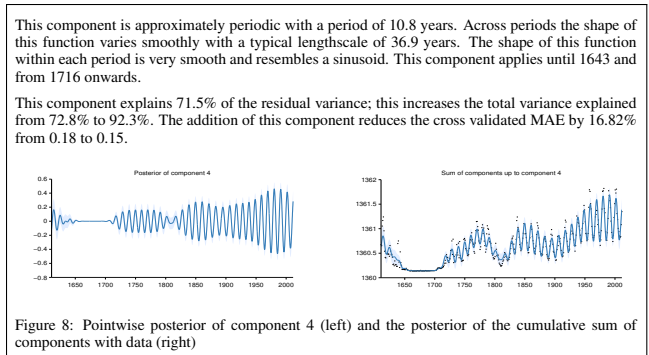 This component is approximately periodic with a period of 10.8 years. Across periods the shape of
this function varies smoothly with a typical lengthscale of 36.9 years. The shape of this function
within each period is very smooth and resembles a sinusoid. This component applies until 1643 and
from 1716 onwards.
This component explains 71.5% of the residual variance; this increases the total variance explained
from 72.8% to 92.3%. The addition of this component reduces the cross validated MAE by 16.82%
from 0.18 to 0.15.
Posterior of component 4
0.6
0.4
0.2
0
−0.2
−0.4
−0.6
−0.8
1650 1700 1750 1800 1850 1900 1950 2000
Sum of components up to component 4
1362
1361.5
1361
1360.5
1360
1650 1700 1750 1800 1850 1900 1950 2000
Figure 8: Pointwise posterior of component 4 (left) and the posterior of the cumulative sum of
components with data (right)